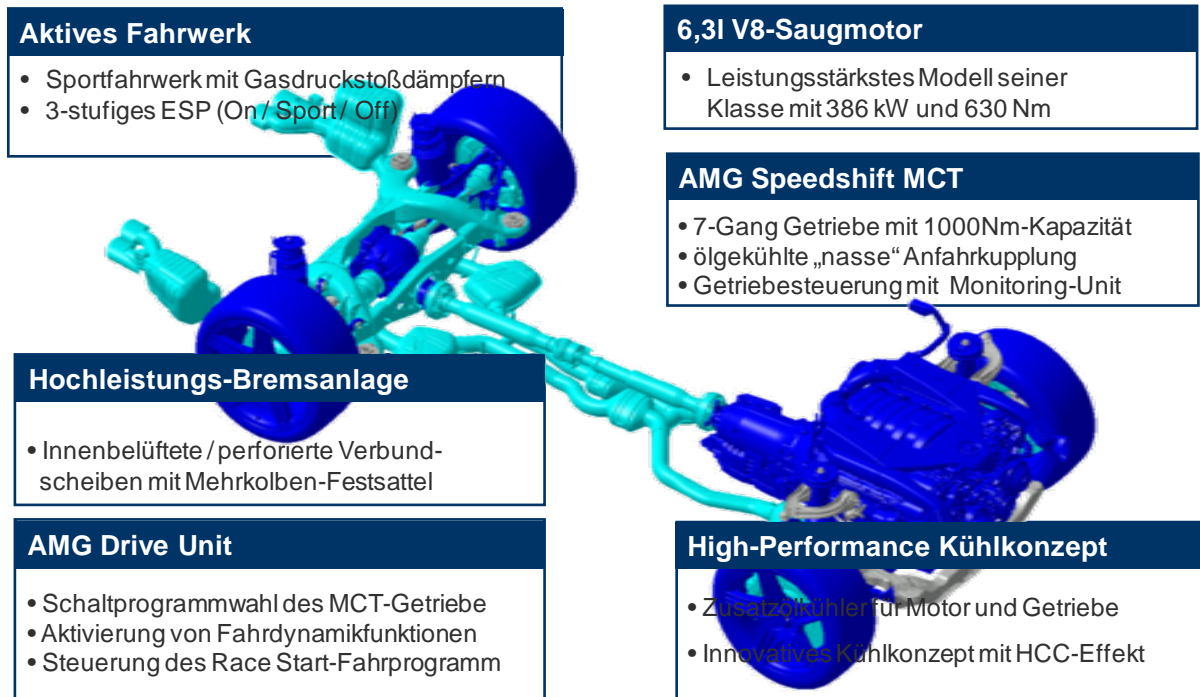 Aktives Fahrwerk
• Sportfahrwerk mit Gasdruckstoßdämpfern
• 3-stufiges ESP (On / Sport / Off)
6,3l V8-Saugmotor
• Leistungsstärkstes Modell seiner
Klasse mit 386 kW und 630 Nm
AMG Speedshift MCT
• 7-Gang Getriebe mit 1000Nm-Kapazität
• ölgekühlte „nasse“ Anfahrkupplung
• Getriebesteuerung mit Monitoring-Unit
Hochleistungs-Bremsanlage
• Innenbelüftete / perforierte Verbund-
scheiben mit Mehrkolben-Festsattel
AMG Drive Unit
• Schaltprogrammwahl des MCT-Getriebe
• Aktivierung von Fahrdynamikfunktionen
• Steuerung des Race Start-Fahrprogramm
High-Performance Kühlkonzept
• Zusatzölkühler für Motor und Getriebe
• Innovatives Kühlkonzept mit HCC-Effekt